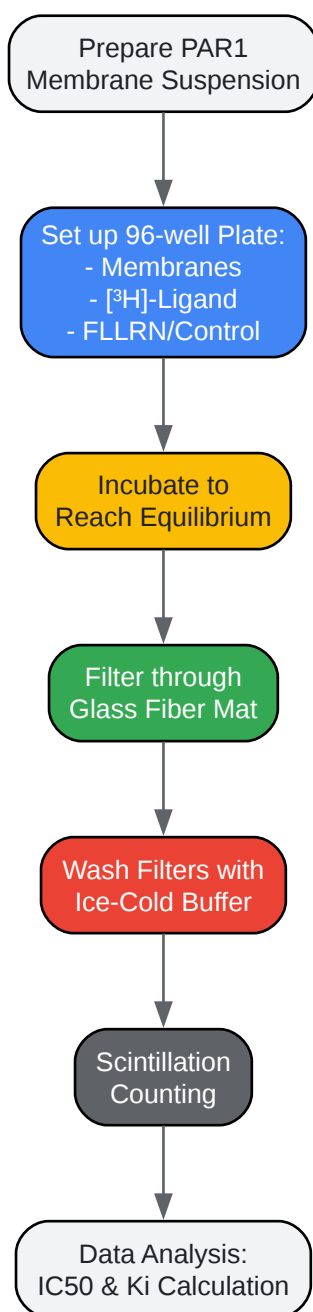 Prepare PAR1
Membrane Suspension
Set up 96-well Plate:
- Membranes
- [³H]-Ligand
- FLLRN/Control
Incubate to
Reach Equilibrium
Filter through
Glass Fiber Mat
Wash Filters with
Ice-Cold Buffer
Scintillation
Counting
Data Analysis:
IC50 & Ki Calculation